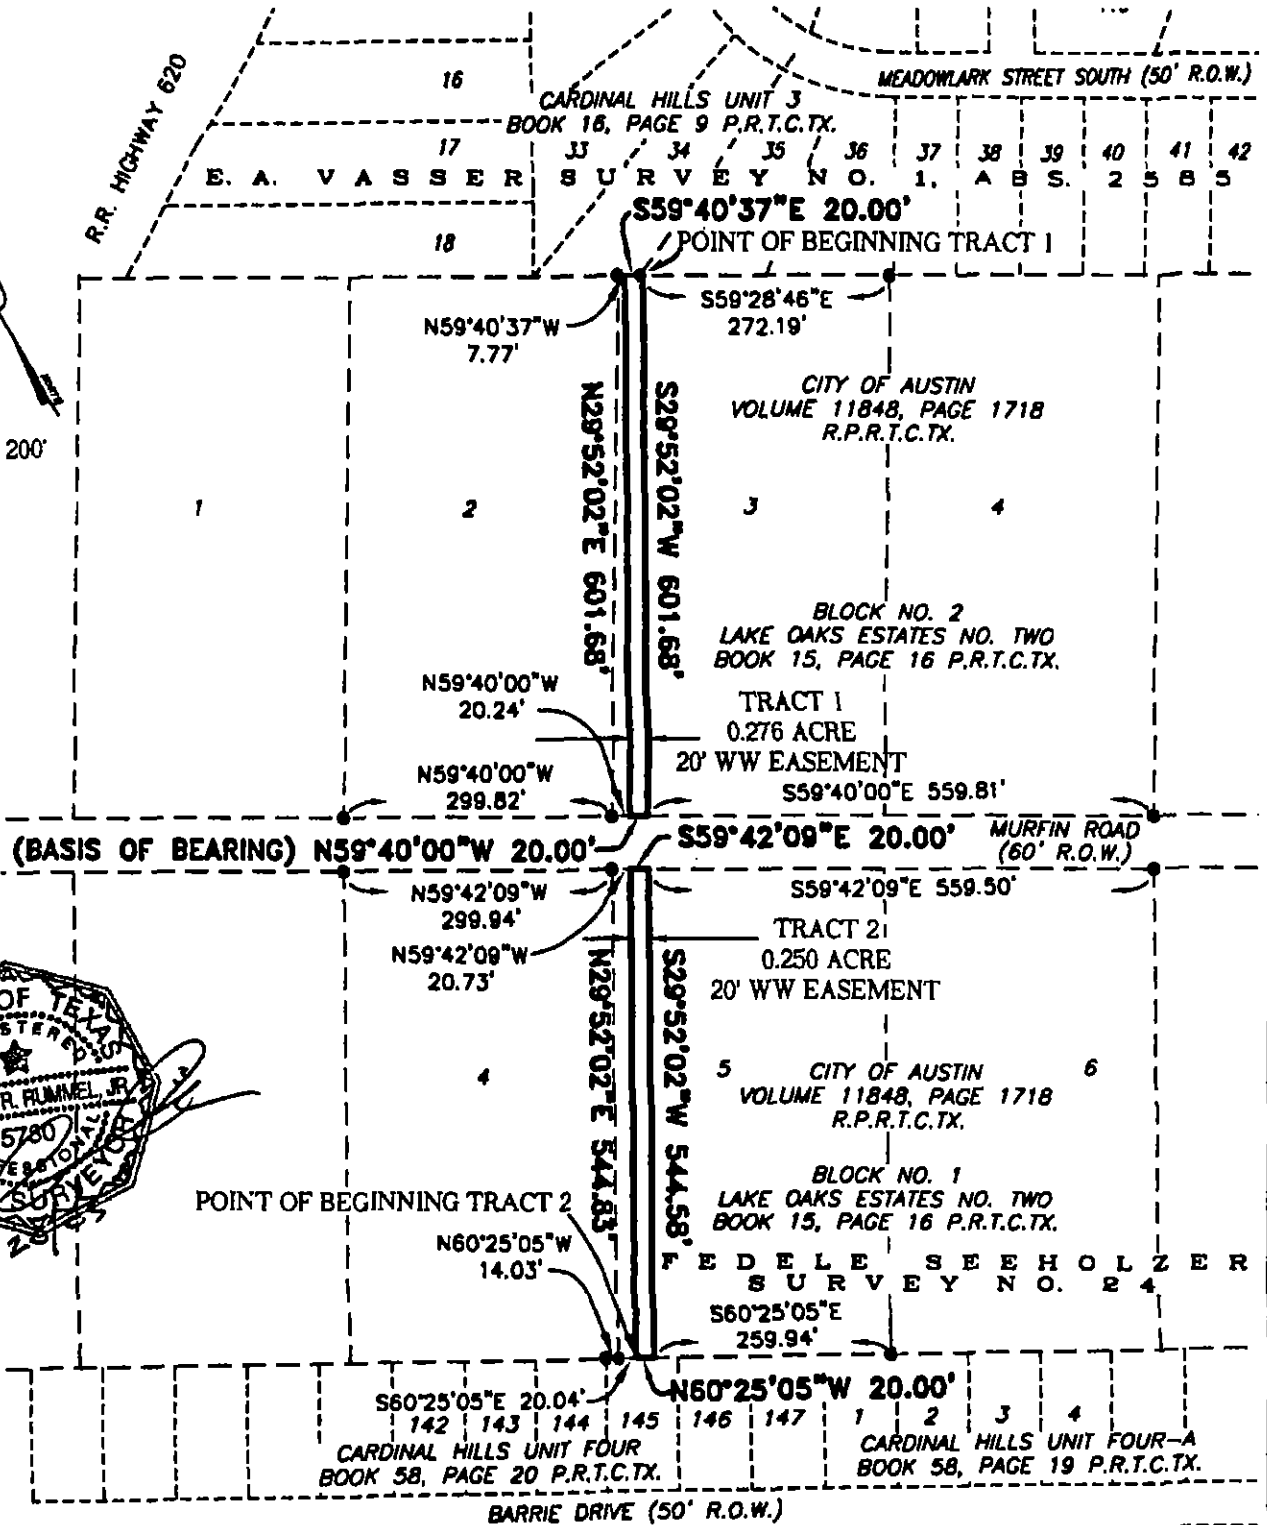 R.R. HIGHWAY 620
16
CARDINAL HILLS UNIT 3
BOOK 16, PAGE 9 P.R.T.C.TX.
MEADOWLARK STREET SOUTH (50' R.O.W.)
17 33 34 35 36 37 38 39 40 41 42
E. A. VASSER SURVEY NO. 1, ABS. 2585
S59°40'37"E 20.00'
18
POINT OF BEGINNING TRACT 1
S59°28'46"E
272.19'
N59°40'37"W
7.77'
CITY OF AUSTIN
VOLUME 11848, PAGE 1718
R.P.R.T.C.TX.
N29°52'02"E 601.68'
S29°52'02"W 601.68'
200'
1 2 3 4
BLOCK NO. 2
LAKE OAKS ESTATES NO. TWO
BOOK 15, PAGE 16 P.R.T.C.TX.
N59°40'00"W
20.24'
TRACT 1
0.276 ACRE
20' WW EASEMENT
N59°40'00"W
299.82'
S59°40'00"E 559.81'
(BASIS OF BEARING) N59°40'00"W 20.00'
S59°42'09"E 20.00'
MURFIN ROAD
(60' R.O.W.)
N59°42'09"W
299.94'
S59°42'09"E 559.50'
N59°42'09"W
20.73'
TRACT 2
0.250 ACRE
20' WW EASEMENT
N29°52'02"E 544.83'
S29°52'02"W 544.58'
OF TEXAS
STERED
R. RUMMEL, JR.
5780
ESSIONAL
SURVEYOR
4 5 6
CITY OF AUSTIN
VOLUME 11848, PAGE 1718
R.P.R.T.C.TX.
BLOCK NO. 1
LAKE OAKS ESTATES NO. TWO
BOOK 15, PAGE 16 P.R.T.C.TX.
POINT OF BEGINNING TRACT 2
N60°25'05"W
14.03'
FEDELE SEEHOLZER
SURVEY NO. 24
S60°25'05"E
259.94'
S60°25'05"E 20.04'
N60°25'05"W 20.00'
142 143 144 145 146 147 1 2 3 4
CARDINAL HILLS UNIT FOUR
BOOK 58, PAGE 20 P.R.T.C.TX.
CARDINAL HILLS UNIT FOUR-A
BOOK 58, PAGE 19 P.R.T.C.TX.
BARRIE DRIVE (50' R.O.W.)